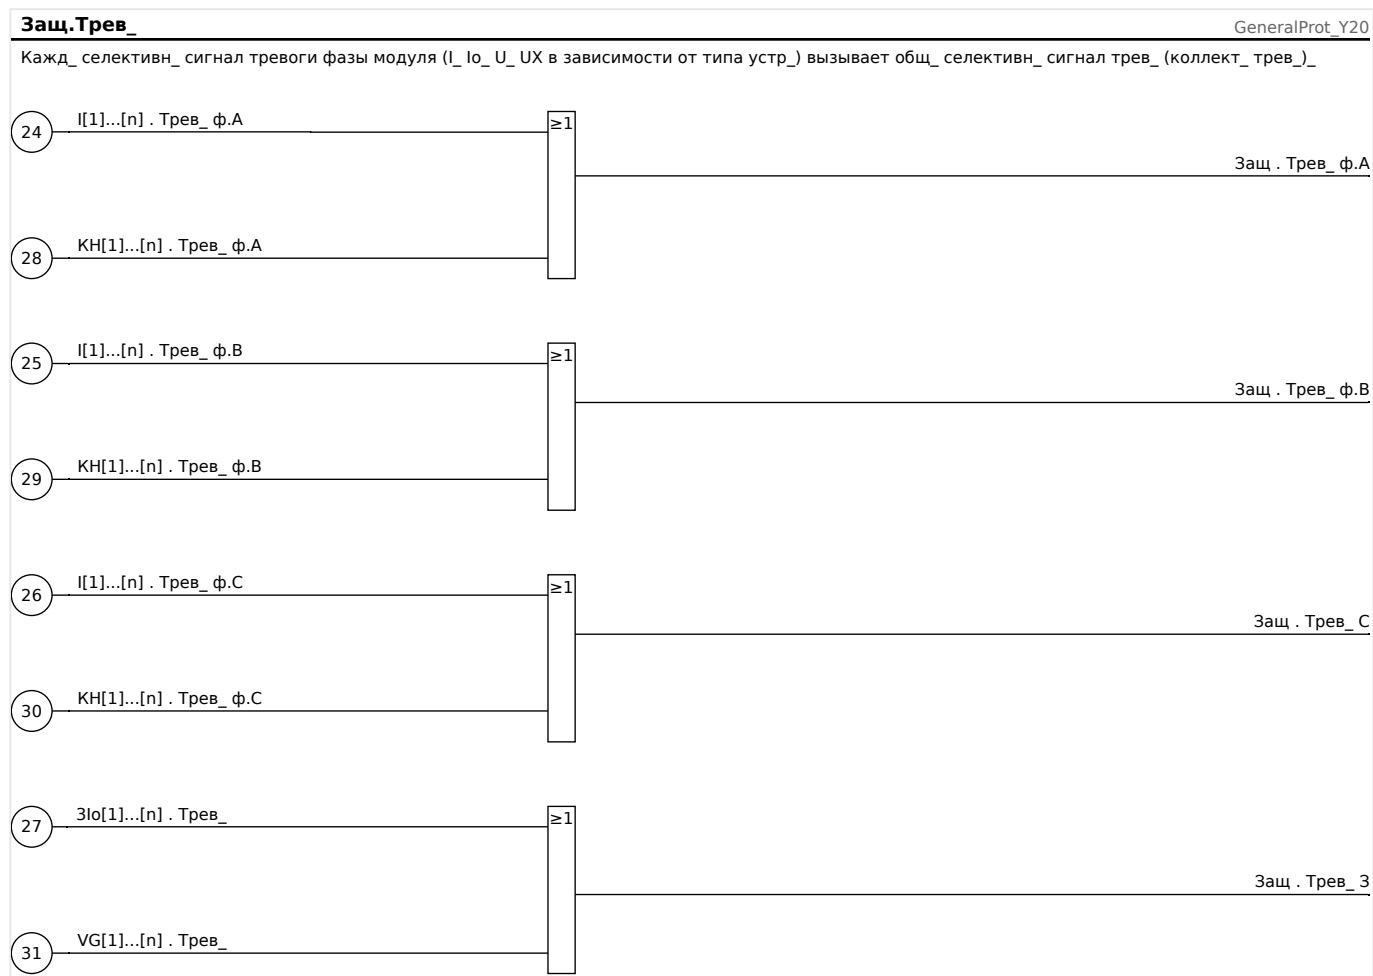 Защ.Трев_
GeneralProt_Y20
Кажд_ селективн_ сигнал тревоги фазы модуля (I_ Io_ U_ UX в зависимости от типа устр_) вызывает общ_ селективн_ сигнал трев_ (коллект_ трев_)_
24
I[1]...[n] . Трев_ ф.A
≥1
Защ . Трев_ ф.A
28
КН[1]...[n] . Трев_ ф.A
25
I[1]...[n] . Трев_ ф.B
≥1
Защ . Трев_ ф.B
29
КН[1]...[n] . Трев_ ф.B
26
I[1]...[n] . Трев_ ф.C
≥1
Защ . Трев_ C
30
КН[1]...[n] . Трев_ ф.C
27
3Io[1]...[n] . Трев_
≥1
Защ . Трев_ З
31
VG[1]...[n] . Трев_